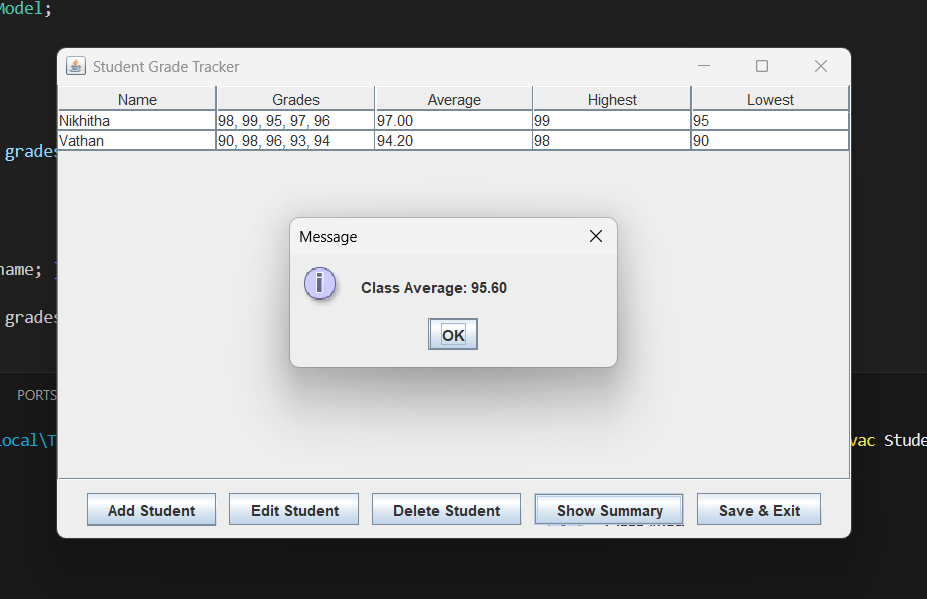 Model;
Student Grade Tracker
Name Grades Average Highest Lowest
Nikhitha 98, 99, 95, 97, 96 97.00 99 95
Vathan 90, 98, 96, 93, 94 94.20 98 90
grades
Message
Class Average: 95.60
OK
name; }
grades
PORTS
ocal\T
vac Stude
Add Student Edit Student Delete Student Show Summary Save & Exit